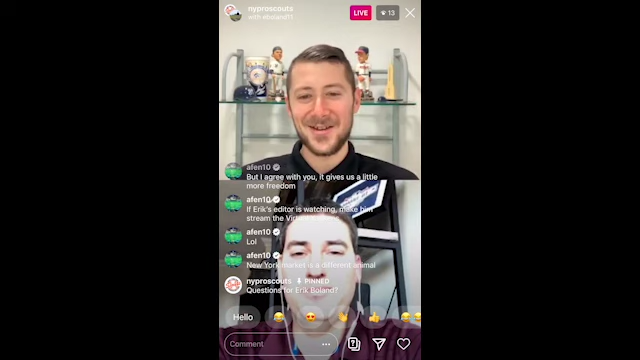 nyproscouts
with eboland11
LIVE
13
afen10
But I agree with you, it gives us a little
more freedom
afen10
If Erik's editor is watching, make him
stream the
afen10
Lol
afen10
New York market is a different animal
nyproscouts PINNED
Questions for Erik Boland?
Hello
Comment